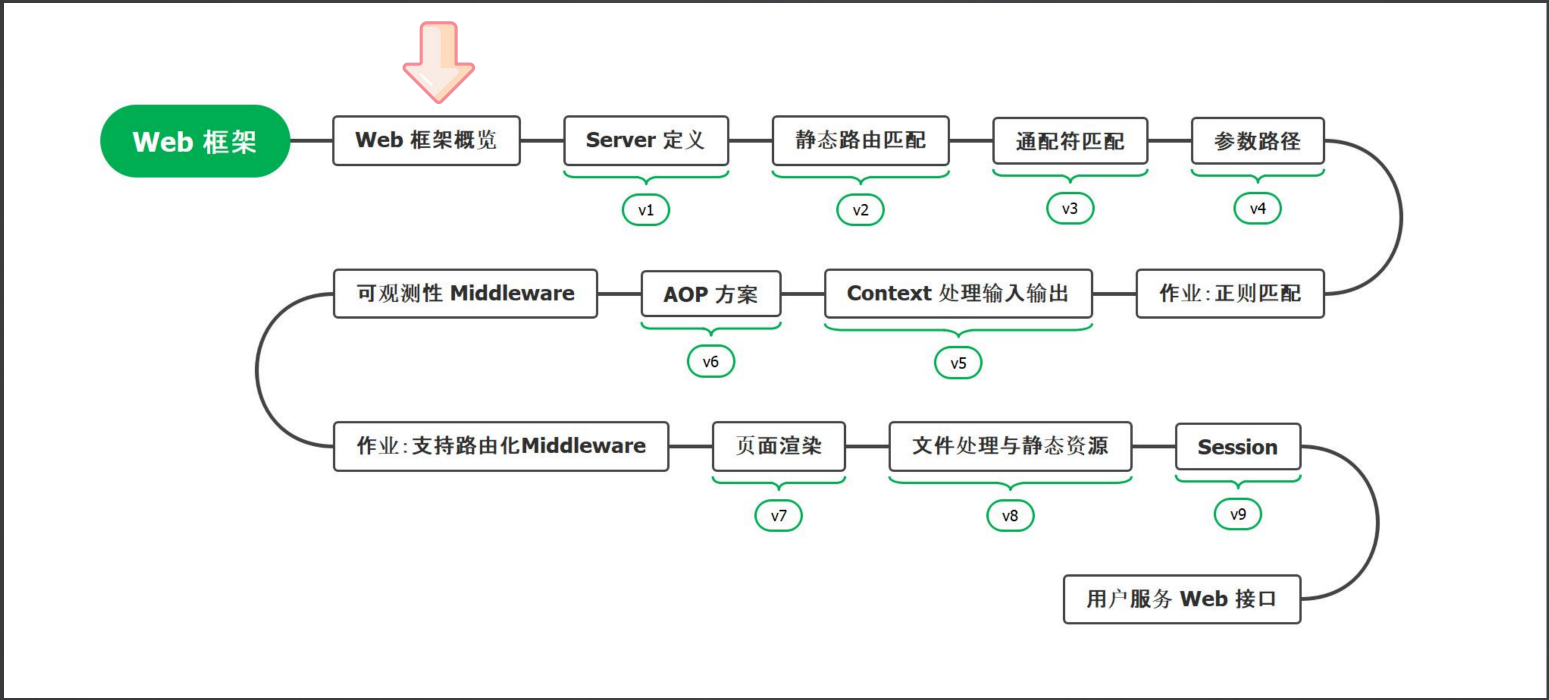 Web 框架
Web 框架概览
Server 定义
静态路由匹配
通配符匹配
参数路径
v1
v2
v3
v4
作业:正则匹配
Context 处理输入输出
AOP 方案
可观测性 Middleware
v5
v6
作业:支持路由化Middleware
页面渲染
文件处理与静态资源
Session
v7
v8
v9
用户服务 Web 接口